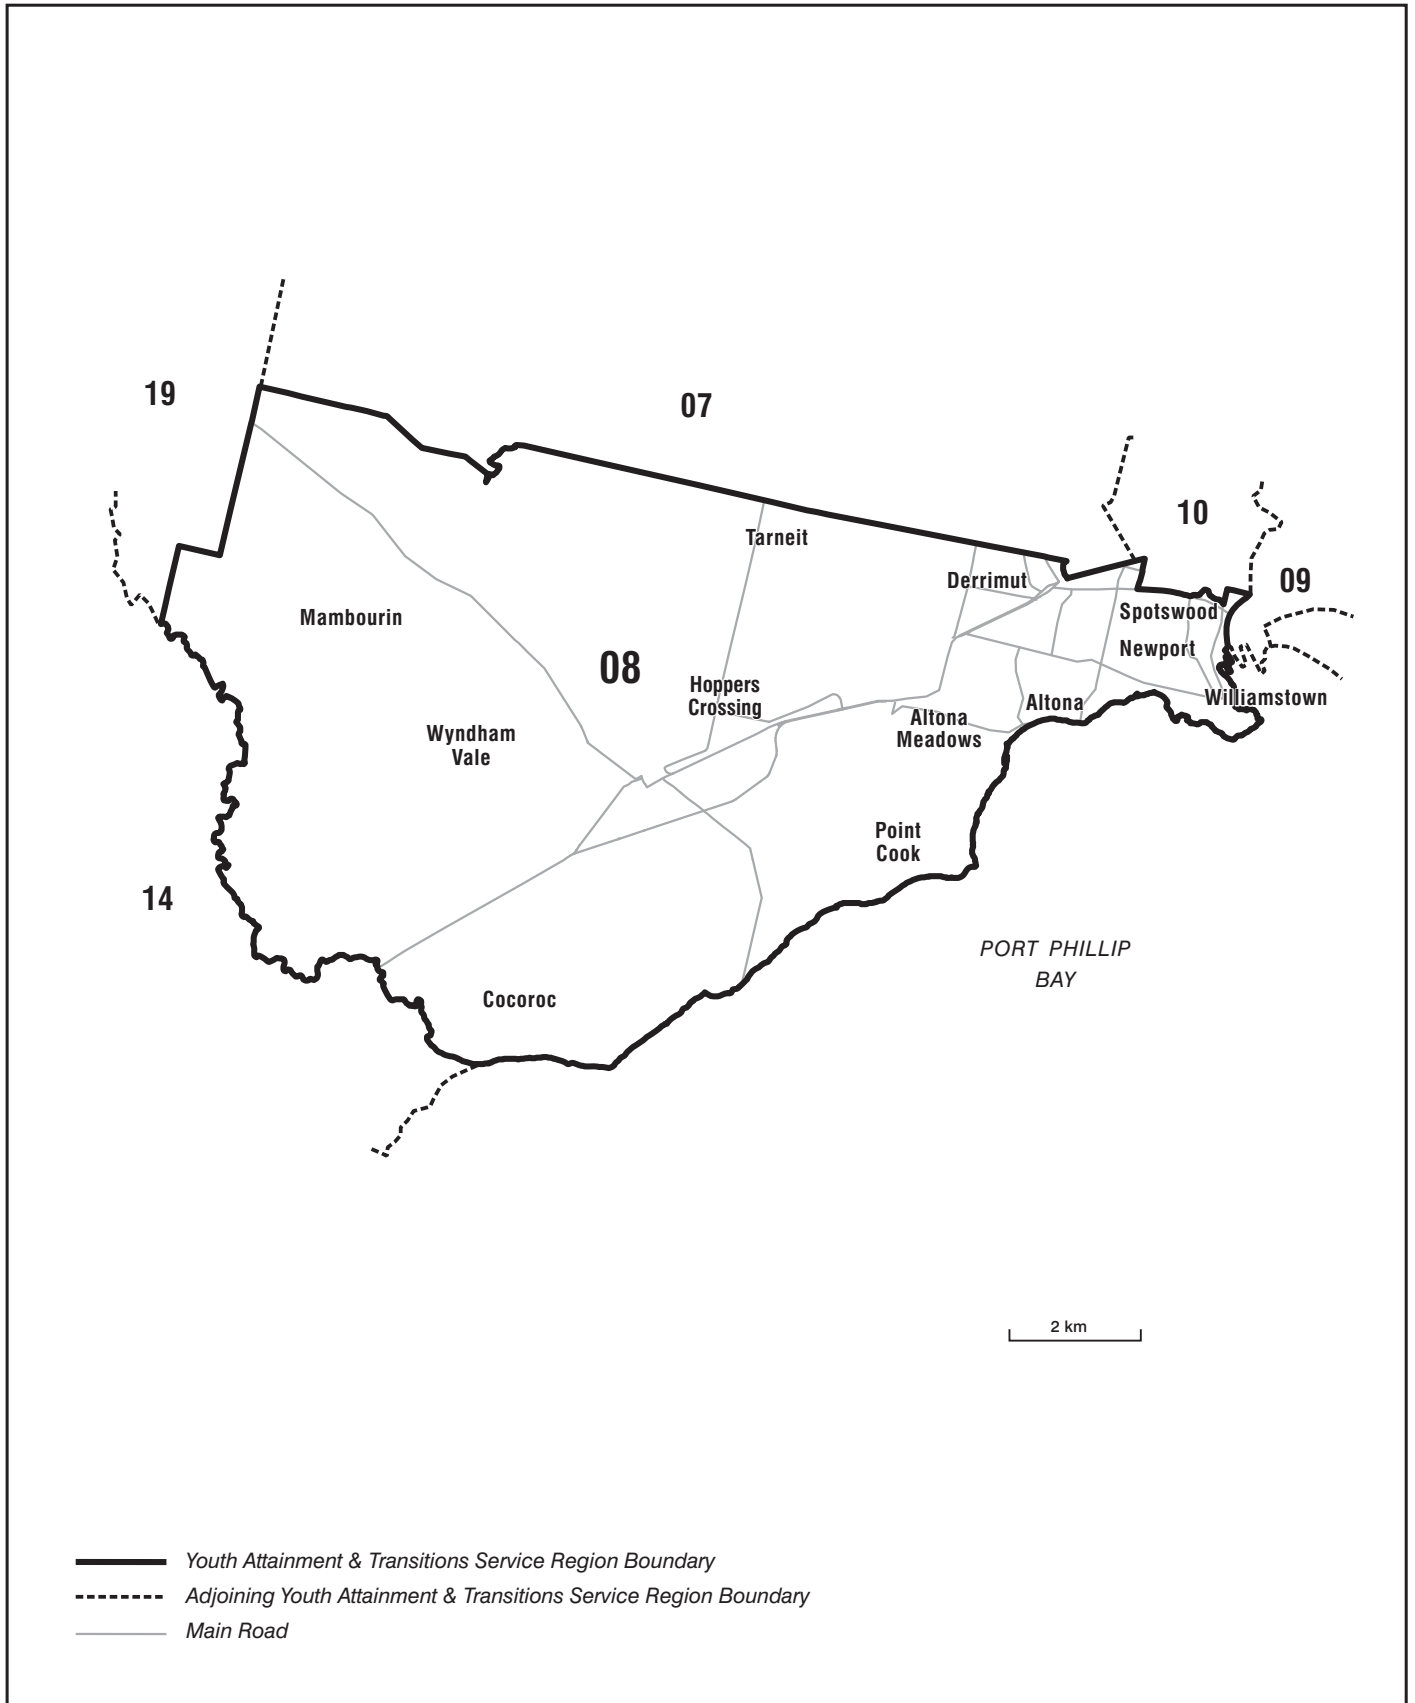 19
07
10
09
Tarneit
Derrimut
Spotswood
Mambourin
Newport
08
Hoppers
Crossing
Williamstown
Altona
Altona
Meadows
Wyndham
Vale
Point
Cook
14
PORT PHILLIP
BAY
Cocoroc
2 km
Youth Attainment & Transitions Service Region Boundary
Adjoining Youth Attainment & Transitions Service Region Boundary
Main Road